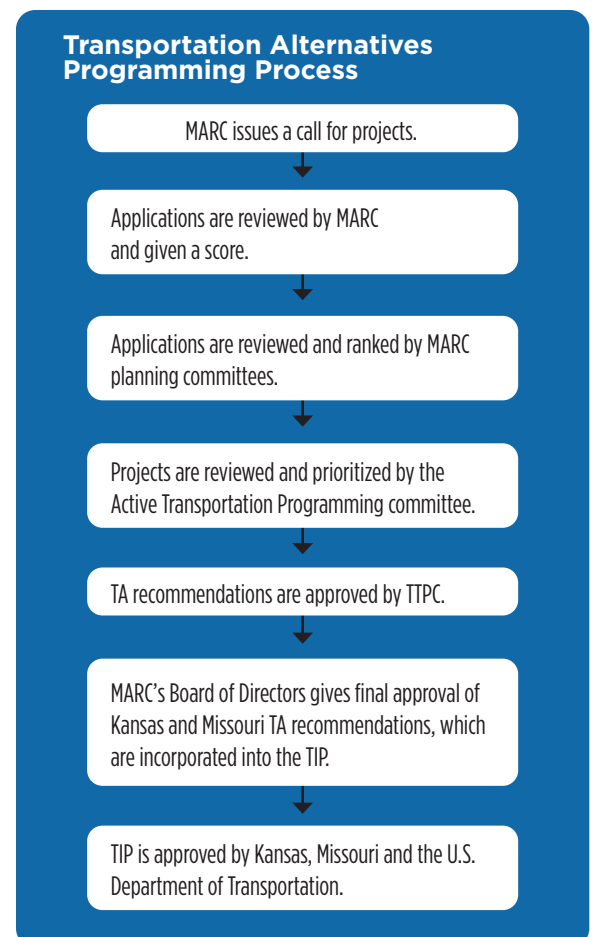 Transportation Alternatives
Programming Process
MARC issues a call for projects.
Applications are reviewed by MARC
and given a score.
Applications are reviewed and ranked by MARC
planning committees.
Projects are reviewed and prioritized by the
Active Transportation Programming committee.
TA recommendations are approved by TTPC.
MARC’s Board of Directors gives final approval of
Kansas and Missouri TA recommendations, which
are incorporated into the TIP.
TIP is approved by Kansas, Missouri and the U.S.
Department of Transportation.